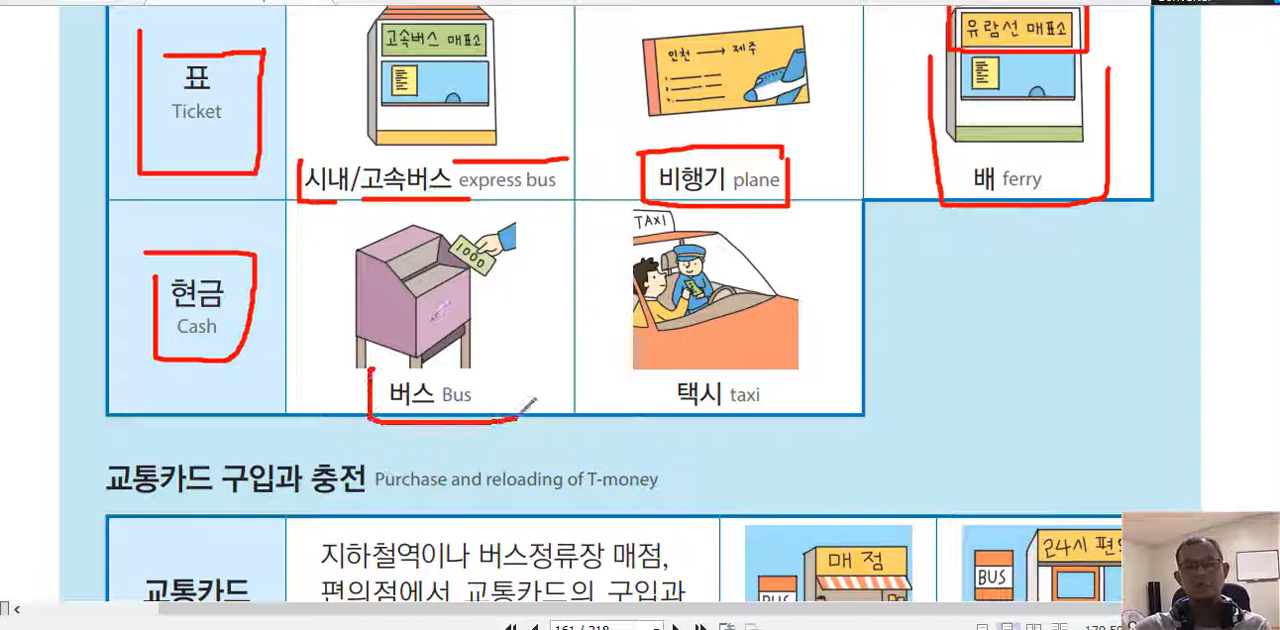 고속버스 매표소
인천 → 제주
유람선 매표소
표
Ticket
시내/고속버스 express bus
비행기 plane
배 ferry
현금
Cash
1000
TAXI
버스 Bus
택시 taxi
교통카드 구입과 충전 Purchase and reloading of T-money
교통카드
지하철역이나 버스정류장 매점,
편의점에서 교통카드의 구입과
매점
BUS
24시 편
BUS
161 / 218